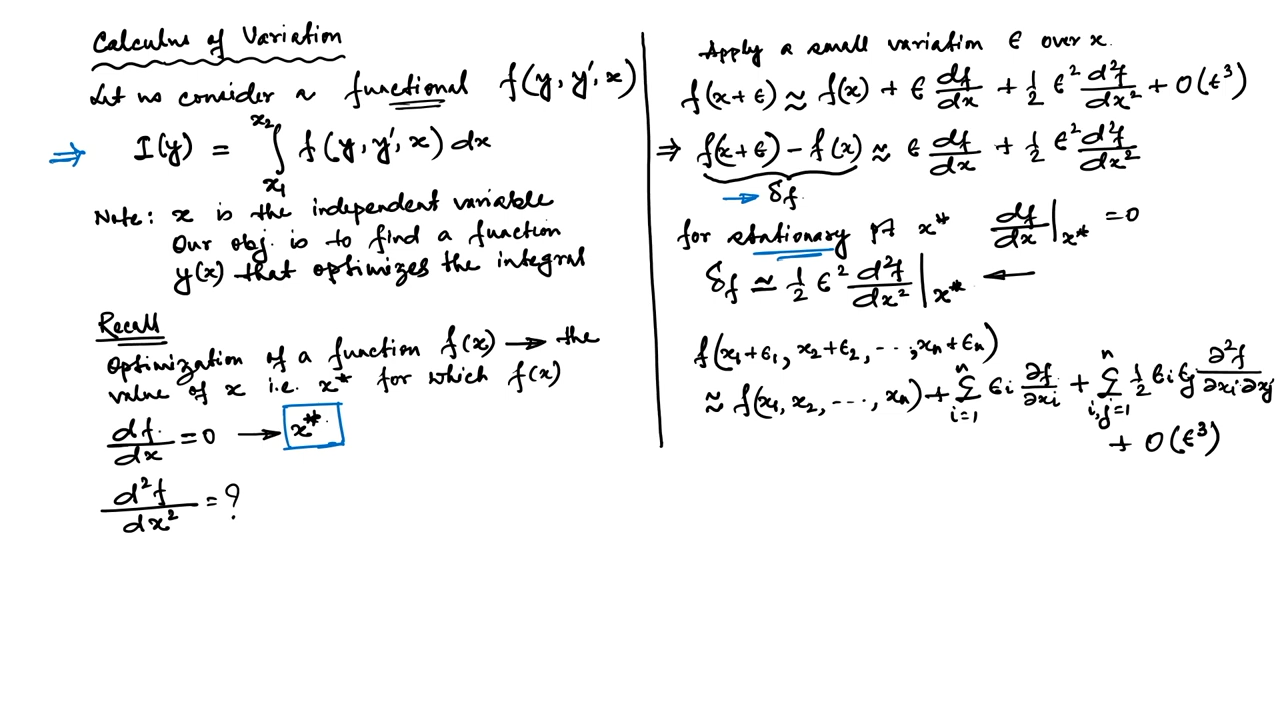 Calculus of Variation
Let us consider a functional f(y, y', x)
⇒ I(y) = ∫_{x₁}^{x₂} f(y, y', x) dx
Note: x is the independent variable
Our obj. is to find a function
y(x) that optimizes the integral
Recall
Optimization of a function f(x) → the
value of x i.e. x* for which f(x)
df/dx = 0 → x*
d²f/dx² = ?
Apply a small variation ϵ over x.
f(x+ϵ) ≈ f(x) + ϵ df/dx + 1/2 ϵ² d²f/dx² + O(ϵ³)
⇒ f(x+ϵ) - f(x) ≈ ϵ df/dx + 1/2 ϵ² d²f/dx²
→ δf
for stationary pt x* df/dx|x* = 0
δf ≃ 1/2 ϵ² d²f/dx² |x* ←
f(x₁+ϵ₁, x₂+ϵ₂, ---, xn+ϵn)
≈ f(x₁, x₂, ---, xn) + Σ_{i=1}^{n} ϵi ∂f/∂xi + Σ_{i,j=1}^{n} 1/2 ϵi ϵj ∂²f/∂xi∂xj
+ O(ϵ³)